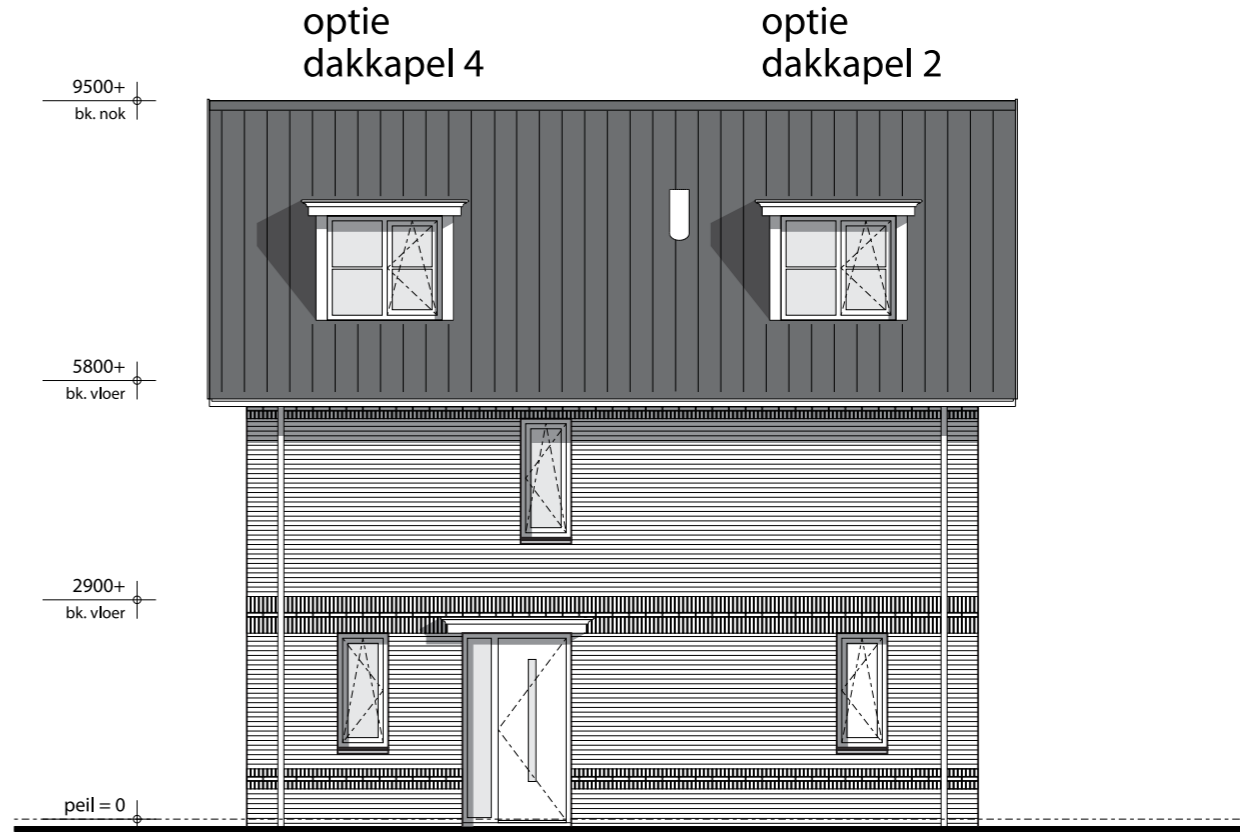 optie
dakkapel 4
optie
dakkapel 2
9500+
bk. nok
5800+
bk. vloer
2900+
bk. vloer
peil = 0